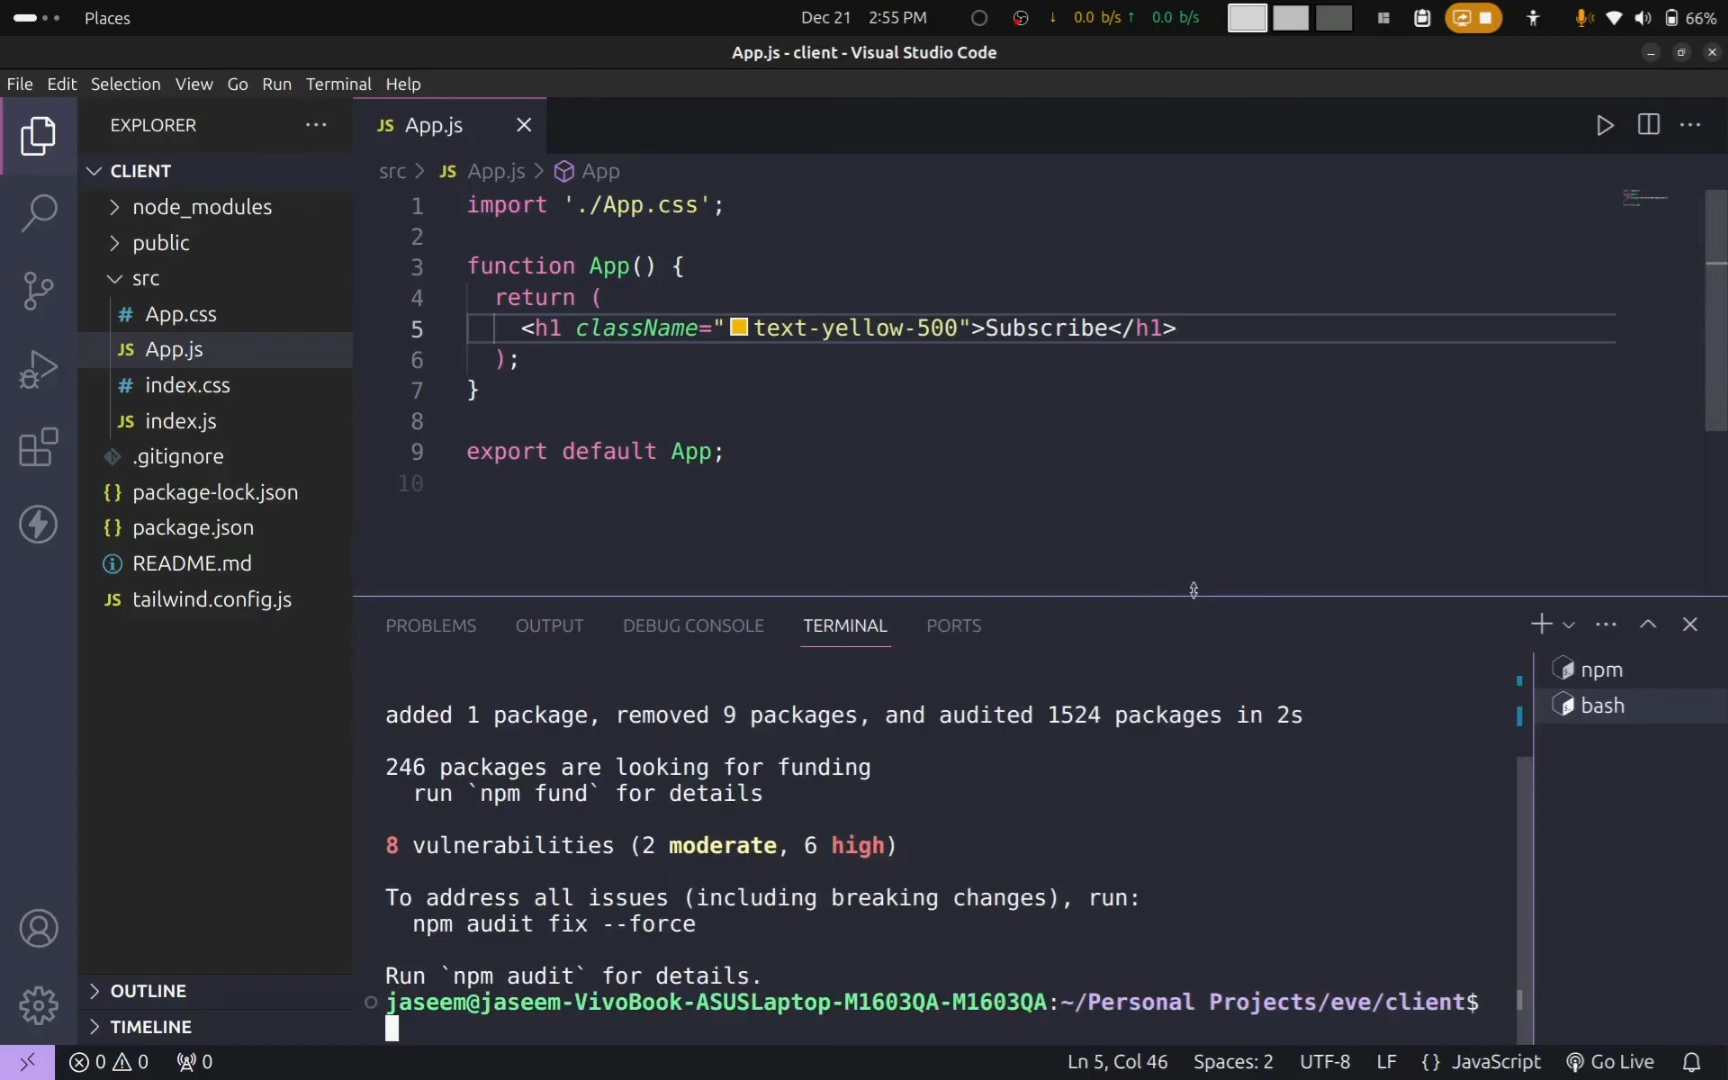 Places
Dec 21 2:55 PM
↓ 0.0 b/s ↑ 0.0 b/s
66%
App.js - client - Visual Studio Code
File Edit Selection View Go Run Terminal Help
EXPLORER ···
JS App.js
CLIENT
src > JS App.js > App
node_modules
public
src
# App.css
JS App.js
# index.css
JS index.js
.gitignore
{} package-lock.json
{} package.json
README.md
JS tailwind.config.js
OUTLINE
TIMELINE
1 import './App.css';
2
3 function App() {
4 return (
5 <h1 className="text-yellow-500">Subscribe</h1>
6 );
7 }
8
9 export default App;
10
PROBLEMS OUTPUT DEBUG CONSOLE TERMINAL PORTS
npm
bash
added 1 package, removed 9 packages, and audited 1524 packages in 2s
246 packages are looking for funding
run `npm fund` for details
8 vulnerabilities (2 moderate, 6 high)
To address all issues (including breaking changes), run:
npm audit fix --force
Run `npm audit` for details.
jaseem@jaseem-VivoBook-ASUSLaptop-M1603QA-M1603QA:~/Personal Projects/eve/client$
0 0 0 Ln 5, Col 46 Spaces: 2 UTF-8 LF {} JavaScript Go Live